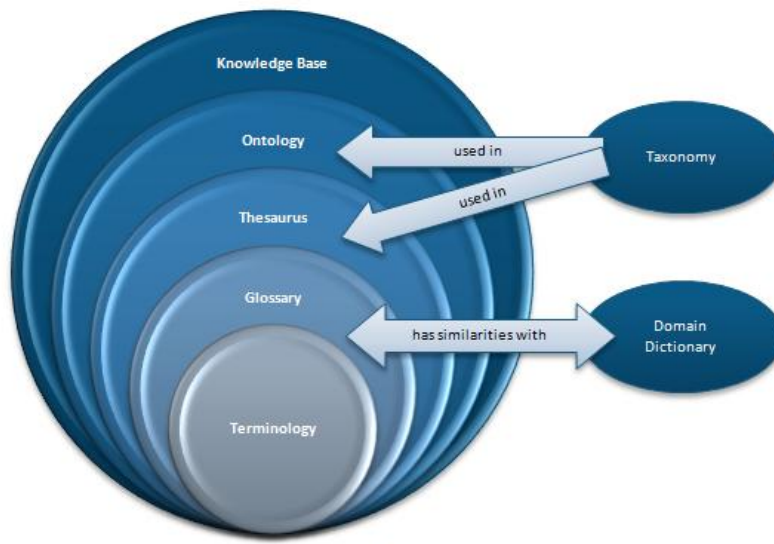 Knowledge Base
Ontology
used in
Taxonomy
used in
Thesaurus
Glossary
has similarities with
Domain
Dictionary
Terminology